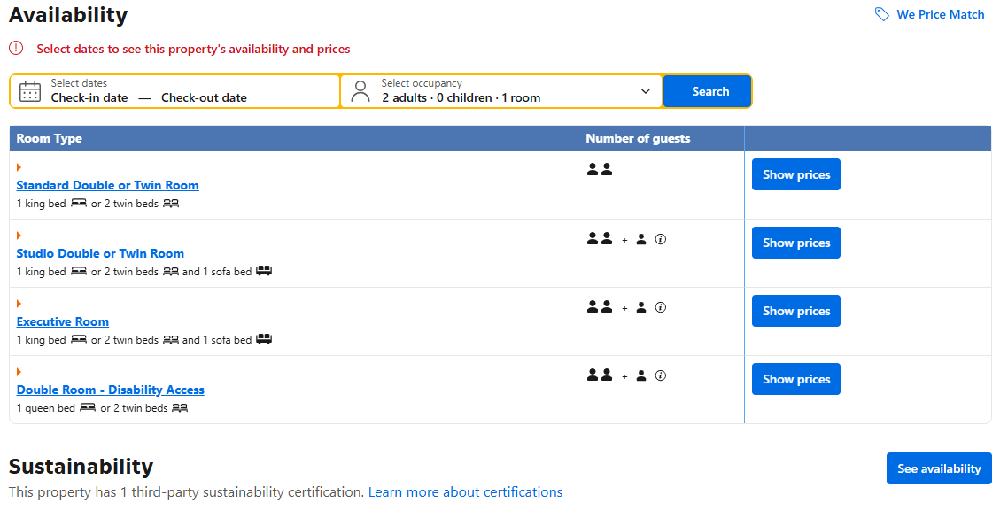 Availability
We Price Match
Select dates to see this property's availability and prices
Select dates
Check-in date — Check-out date
Select occupancy
2 adults · 0 children · 1 room
Search
Room Type
Number of guests
Standard Double or Twin Room
Show prices
1 king bed or 2 twin beds
Studio Double or Twin Room
+
Show prices
1 king bed or 2 twin beds and 1 sofa bed
Executive Room
+
Show prices
1 king bed or 2 twin beds and 1 sofa bed
Double Room - Disability Access
+
Show prices
1 queen bed or 2 twin beds
Sustainability
See availability
This property has 1 third-party sustainability certification. Learn more about certifications